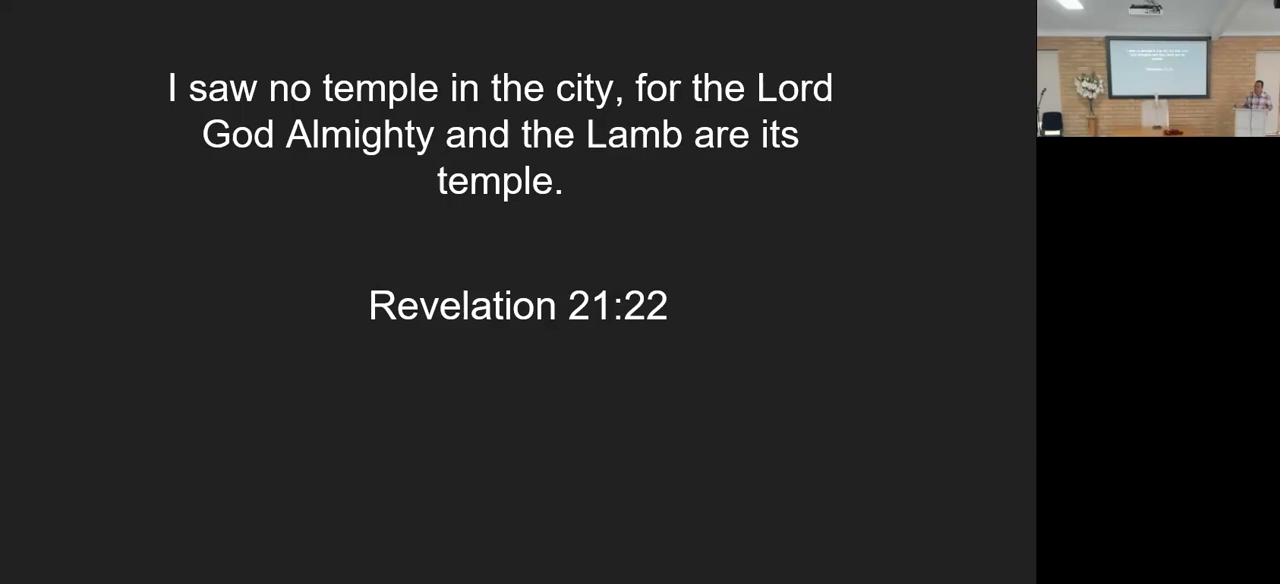 I saw no temple in the city, for the Lord
God Almighty and the Lamb are its
temple.
Revelation 21:22